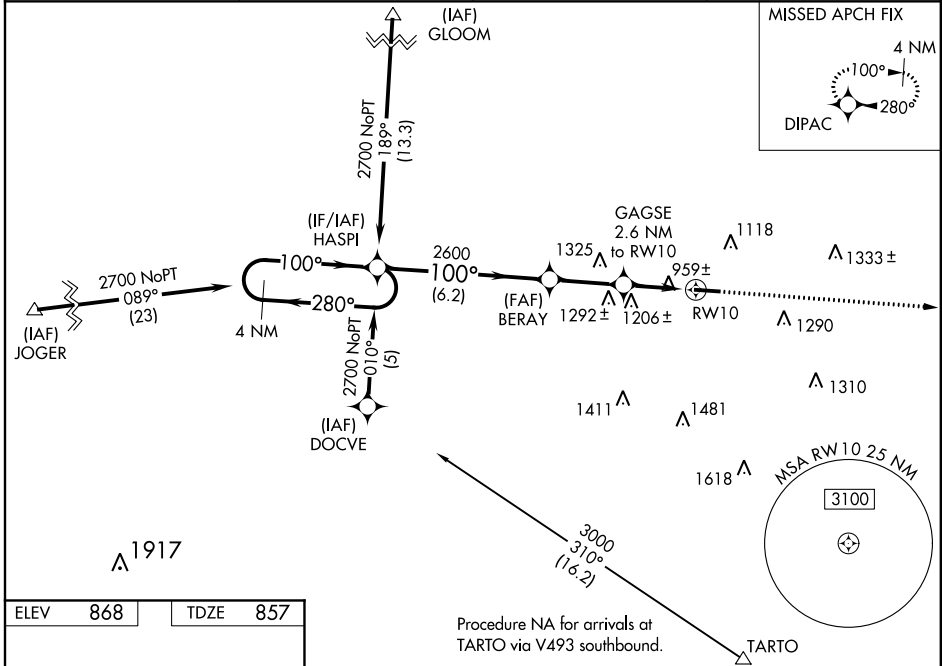 (IAF)
GLOOM
MISSED APCH FIX
4 NM
100°
280°
DIPAC
2700 NoPT
189°
(13.3)
(IF/IAF)
HASPI
GAGSE
2.6 NM
to RW10
1118
1325
1333 ±
2600
100°
(6.2)
100°
959±
2700 NoPT
089°
(23)
280°
(FAF)
BERAY
1292 ±
1206 ±
RW10
(IAF)
JOGER
4 NM
1290
2700 NoPT
010°
(5)
1310
1411
1481
(IAF)
DOCVE
1618
MSA RW10 25 NM
3100
3000
310°
(16.2)
1917
ELEV 868
TDZE 857
Procedure NA for arrivals at
TARTO via V493 southbound.
TARTO